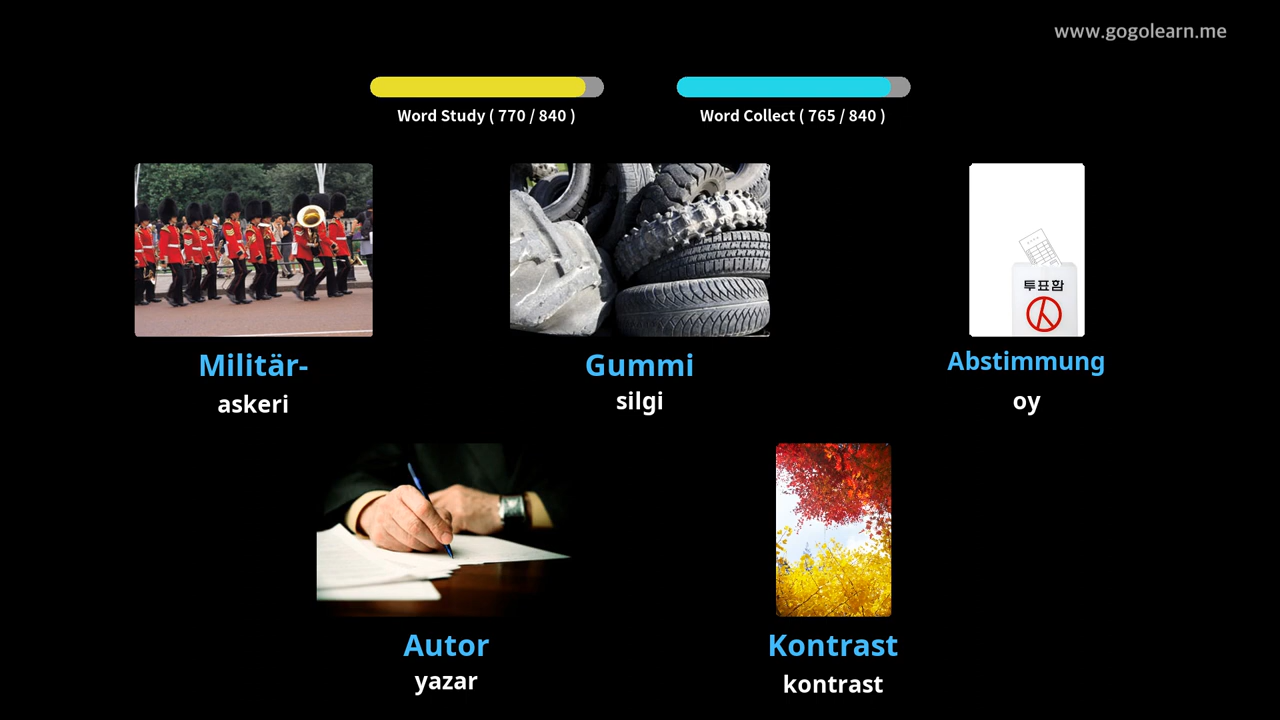 www.gogolearn.me
Word Study ( 770 / 840 )
Word Collect ( 765 / 840 )
투표함
Militär-
askeri
Gummi
silgi
Abstimmung
oy
Autor
yazar
Kontrast
kontrast